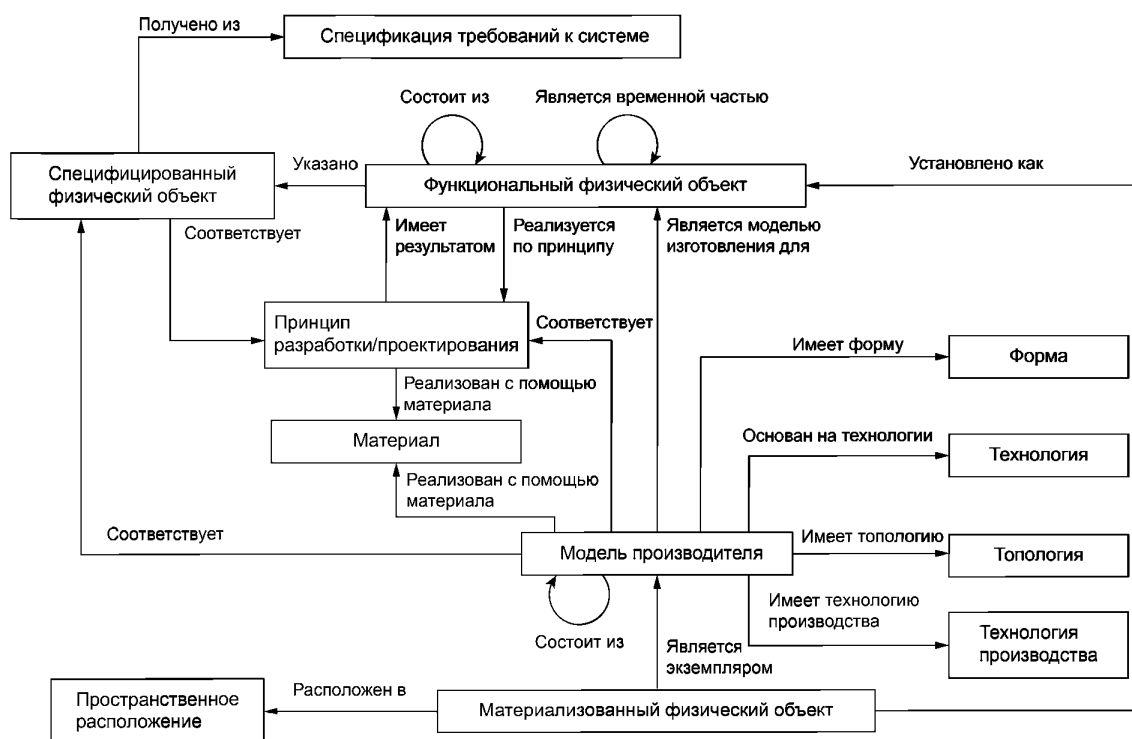 Получено из
Спецификация требований к системе
Состоит из
Является временной частью
Специфицированный
физический объект
Указано
Функциональный физический объект
Установлено как
Соответствует
Имеет
результатом
Реализуется
по принципу
Является моделью
изготовления для
Принцип
разработки/проектирования
Соответствует
Имеет форму
Форма
Реализован с помощью
материала
Материал
Основан на технологии
Технология
Реализован с помощью
материала
Соответствует
Модель производителя
Имеет топологию
Топология
Состоит из
Является
экземпляром
Имеет технологию
производства
Технология
производства
Пространственное
расположение
Расположен в
Материализованный физический объект